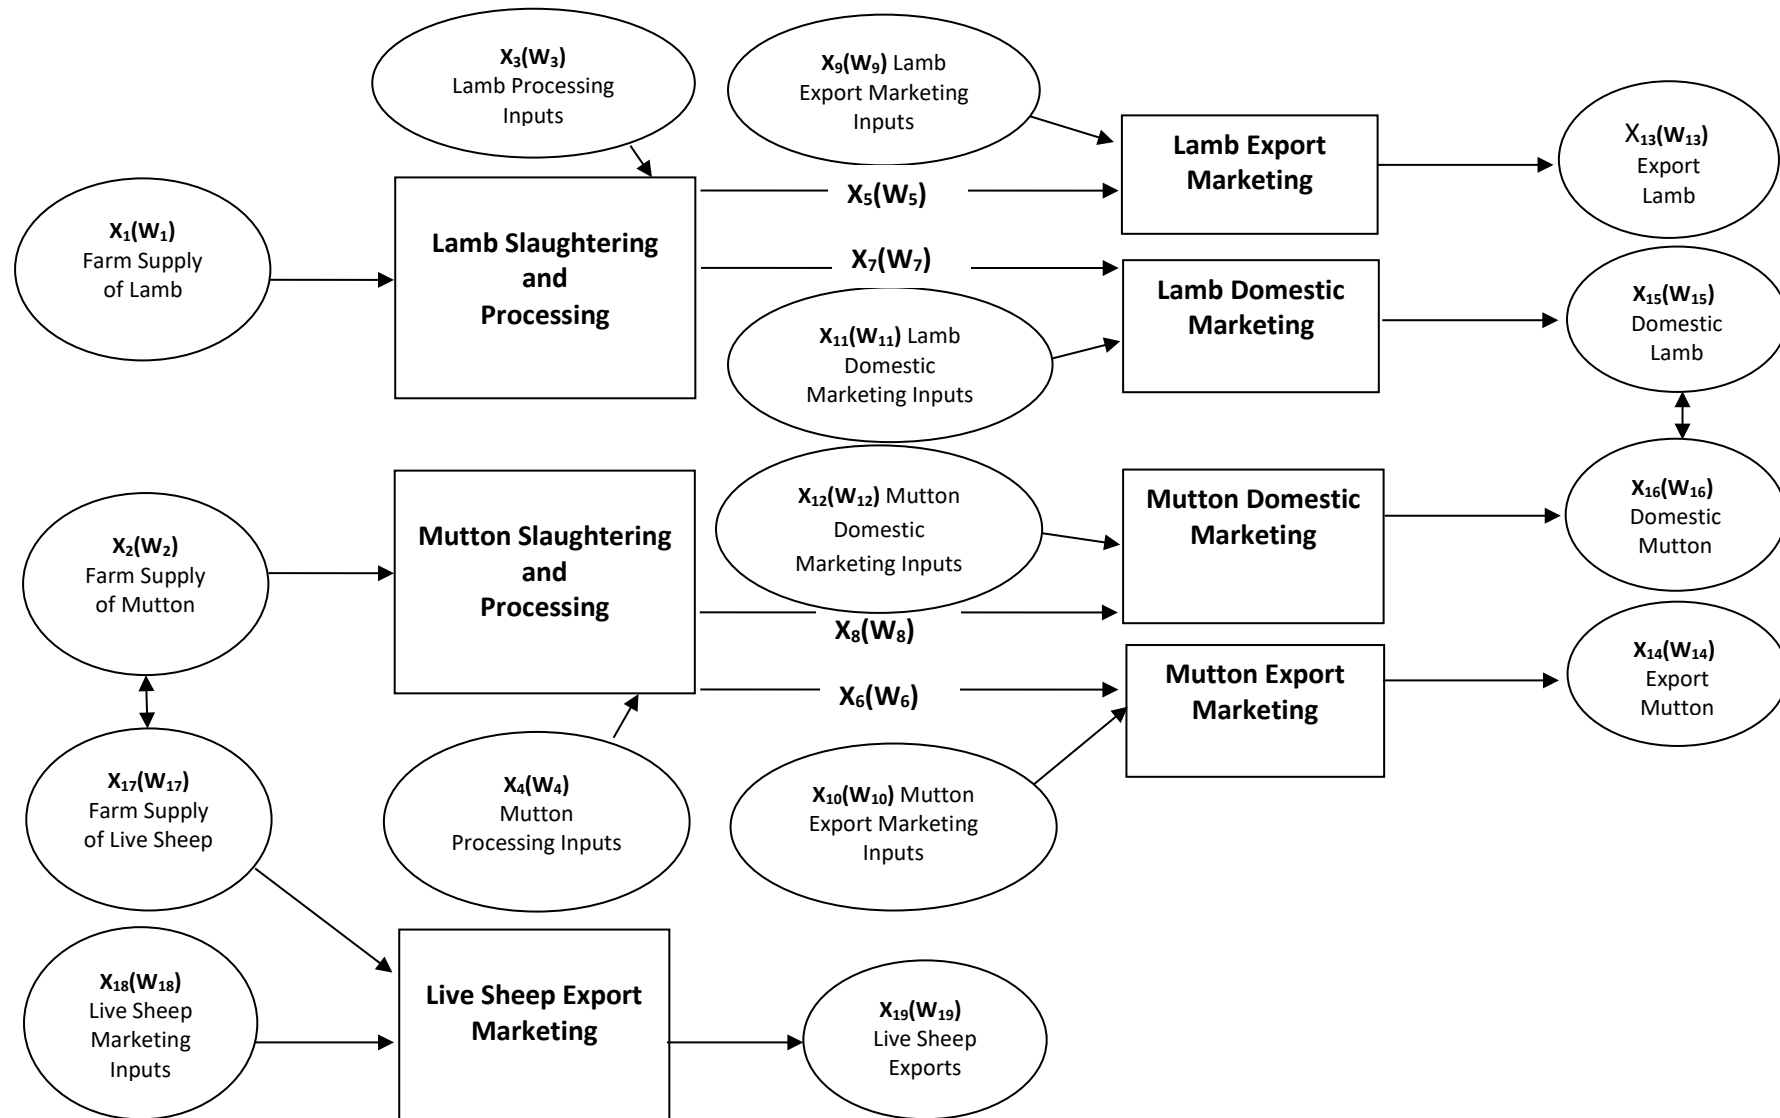 X₃(W₃)
Lamb Processing
Inputs
X₉(W₉) Lamb
Export Marketing
Inputs
Lamb Export
Marketing
X₁₃(W₁₃)
Export
Lamb
X₁(W₁)
Farm Supply
of Lamb
Lamb Slaughtering
and
Processing
X₅(W₅)
X₇(W₇)
Lamb Domestic
Marketing
X₁₅(W₁₅)
Domestic
Lamb
X₁₁(W₁₁) Lamb
Domestic
Marketing Inputs
X₂(W₂)
Farm Supply
of Mutton
Mutton Slaughtering
and
Processing
X₁₂(W₁₂) Mutton
Domestic
Marketing Inputs
Mutton Domestic
Marketing
X₁₆(W₁₆)
Domestic
Mutton
X₈(W₈)
X₆(W₆)
Mutton Export
Marketing
X₁₄(W₁₄)
Export
Mutton
X₁₇(W₁₇)
Farm Supply
of Live Sheep
X₄(W₄)
Mutton
Processing Inputs
X₁₀(W₁₀) Mutton
Export Marketing
Inputs
X₁₈(W₁₈)
Live Sheep
Marketing
Inputs
Live Sheep Export
Marketing
X₁₉(W₁₉)
Live Sheep
Exports